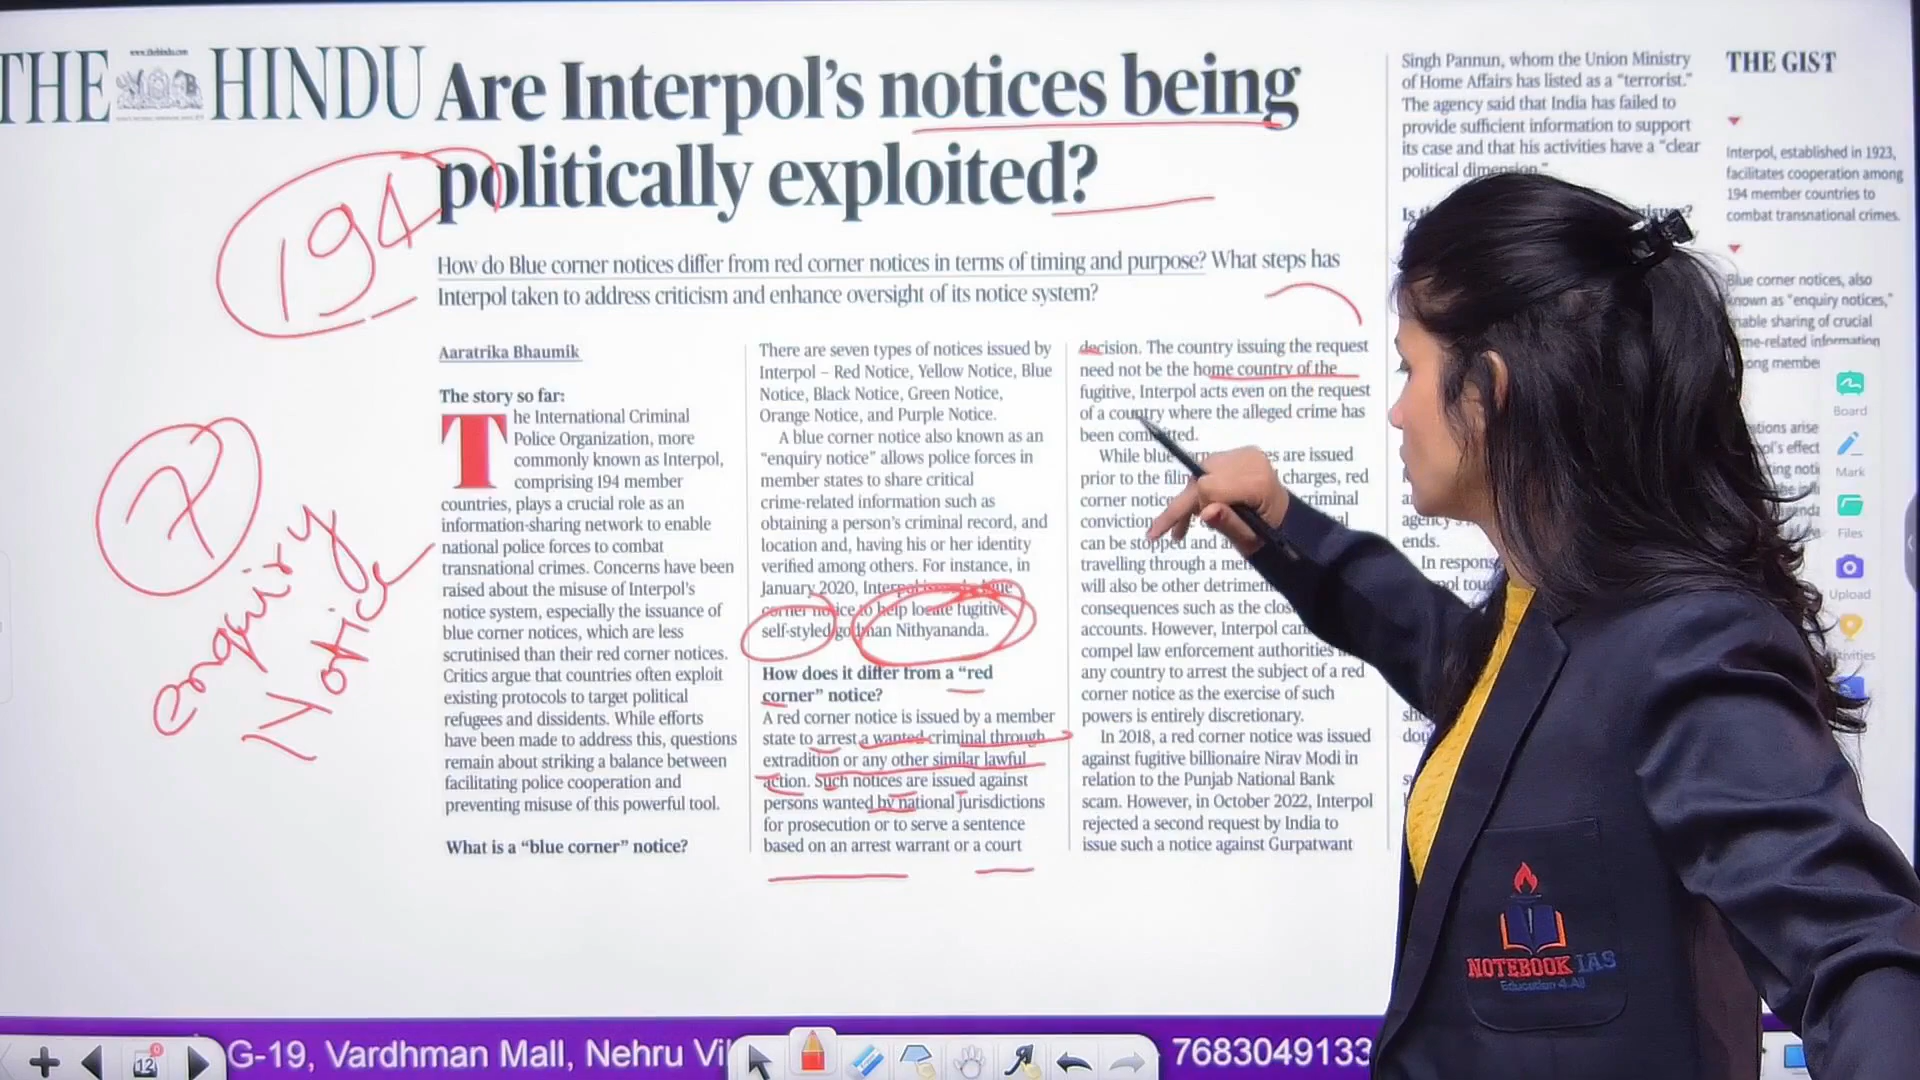 THE HINDU
www.thehindu.com
Are Interpol's notices being
politically exploited?
How do Blue corner notices differ from red corner notices in terms of timing and purpose? What steps has
Interpol taken to address criticism and enhance oversight of its notice system?
194
7
enquiry
Notice
Aaratrika Bhaumik
The story so far:
The International Criminal
Police Organization, more
commonly known as Interpol,
comprising 194 member
countries, plays a crucial role as an
information-sharing network to enable
national police forces to combat
transnational crimes. Concerns have been
raised about the misuse of Interpol's
notice system, especially the issuance of
blue corner notices, which are less
scrutinised than their red corner notices.
Critics argue that countries often exploit
existing protocols to target political
refugees and dissidents. While efforts
have been made to address this, questions
remain about striking a balance between
facilitating police cooperation and
preventing misuse of this powerful tool.
What is a “blue corner” notice?
There are seven types of notices issued by
Interpol – Red Notice, Yellow Notice, Blue
Notice, Black Notice, Green Notice,
Orange Notice, and Purple Notice.
A blue corner notice also known as an
“enquiry notice” allows police forces in
member states to share critical
crime-related information such as
obtaining a person's criminal record, and
location and, having his or her identity
verified among others. For instance, in
January 2020, Interpol
corner notice to help locate fugitive
self-styled godman Nithyananda.
How does it differ from a “red
corner” notice?
A red corner notice is issued by a member
state to arrest a wanted criminal through
extradition or any other similar lawful
action. Such notices are issued against
persons wanted by national jurisdictions
for prosecution or to serve a sentence
based on an arrest warrant or a court
decision. The country issuing the request
need not be the home country of the
fugitive, Interpol acts even on the request
of a country where the alleged crime has
been committed.
While blue are issued
prior to the charges, red
corner criminal
can be stopped and
travelling through a
will also be other
consequences such as the
accounts. However, Interpol
compel law enforcement authorities
any country to arrest the subject of a red
corner notice as the exercise of such
powers is entirely discretionary.
In 2018, a red corner notice was issued
against fugitive billionaire Nirav Modi in
relation to the Punjab National Bank
scam. However, in October 2022, Interpol
rejected a second request by India to
issue such a notice against Gurpatwant
Singh Pannun, whom the Union Ministry
of Home Affairs has listed as a “terrorist.”
The agency said that India has failed to
provide sufficient information to support
its case and that his activities have a “clear
political dimension.”
ends.
THE GIST
Interpol, established in 1923,
facilitates cooperation among
194 member countries to
combat transnational crimes.
Blue corner notices, also
known as “enquiry notices,”
enable sharing of crucial
information
member
Board
Mark
Files
Upload
NOTEBOOK IAS
Education 4 All
12
G-19, Vardhman Mall, Nehru
7683049133